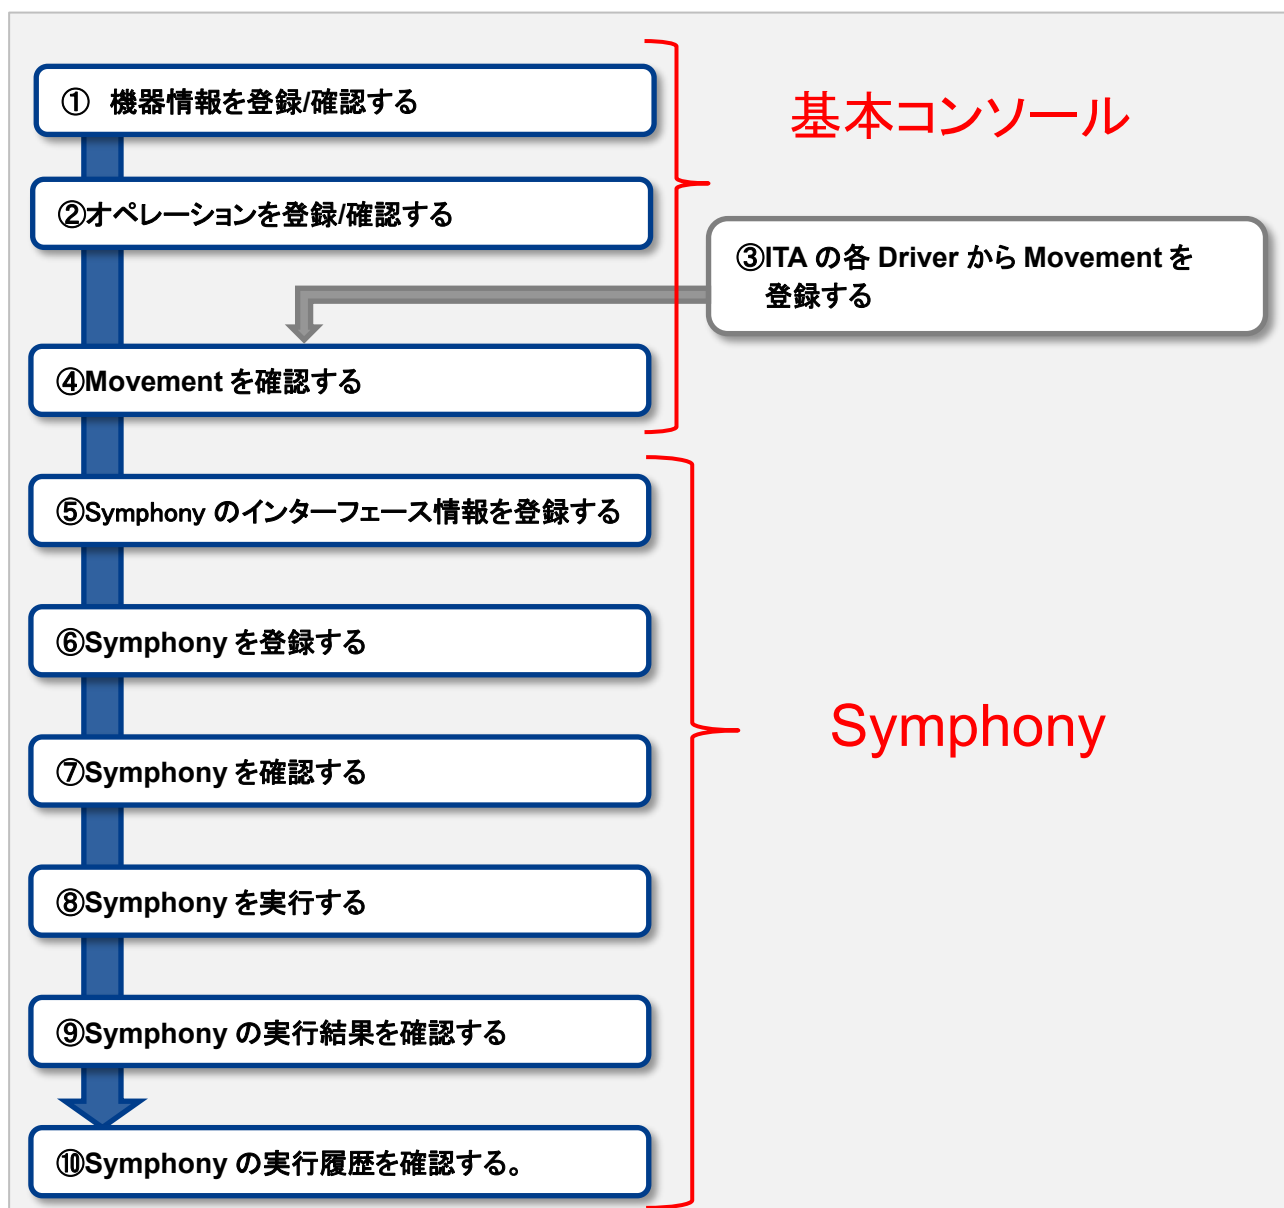 ① 機器情報を登録/確認する
基本コンソール
②オペレーションを登録/確認する
③ITA の各 Driver から Movement を
登録する
④Movement を確認する
⑤Symphony のインターフェース情報を登録する
⑥Symphony を登録する
Symphony
⑦Symphony を確認する
⑧Symphony を実行する
⑨Symphony の実行結果を確認する
⑩Symphony の実行履歴を確認する。